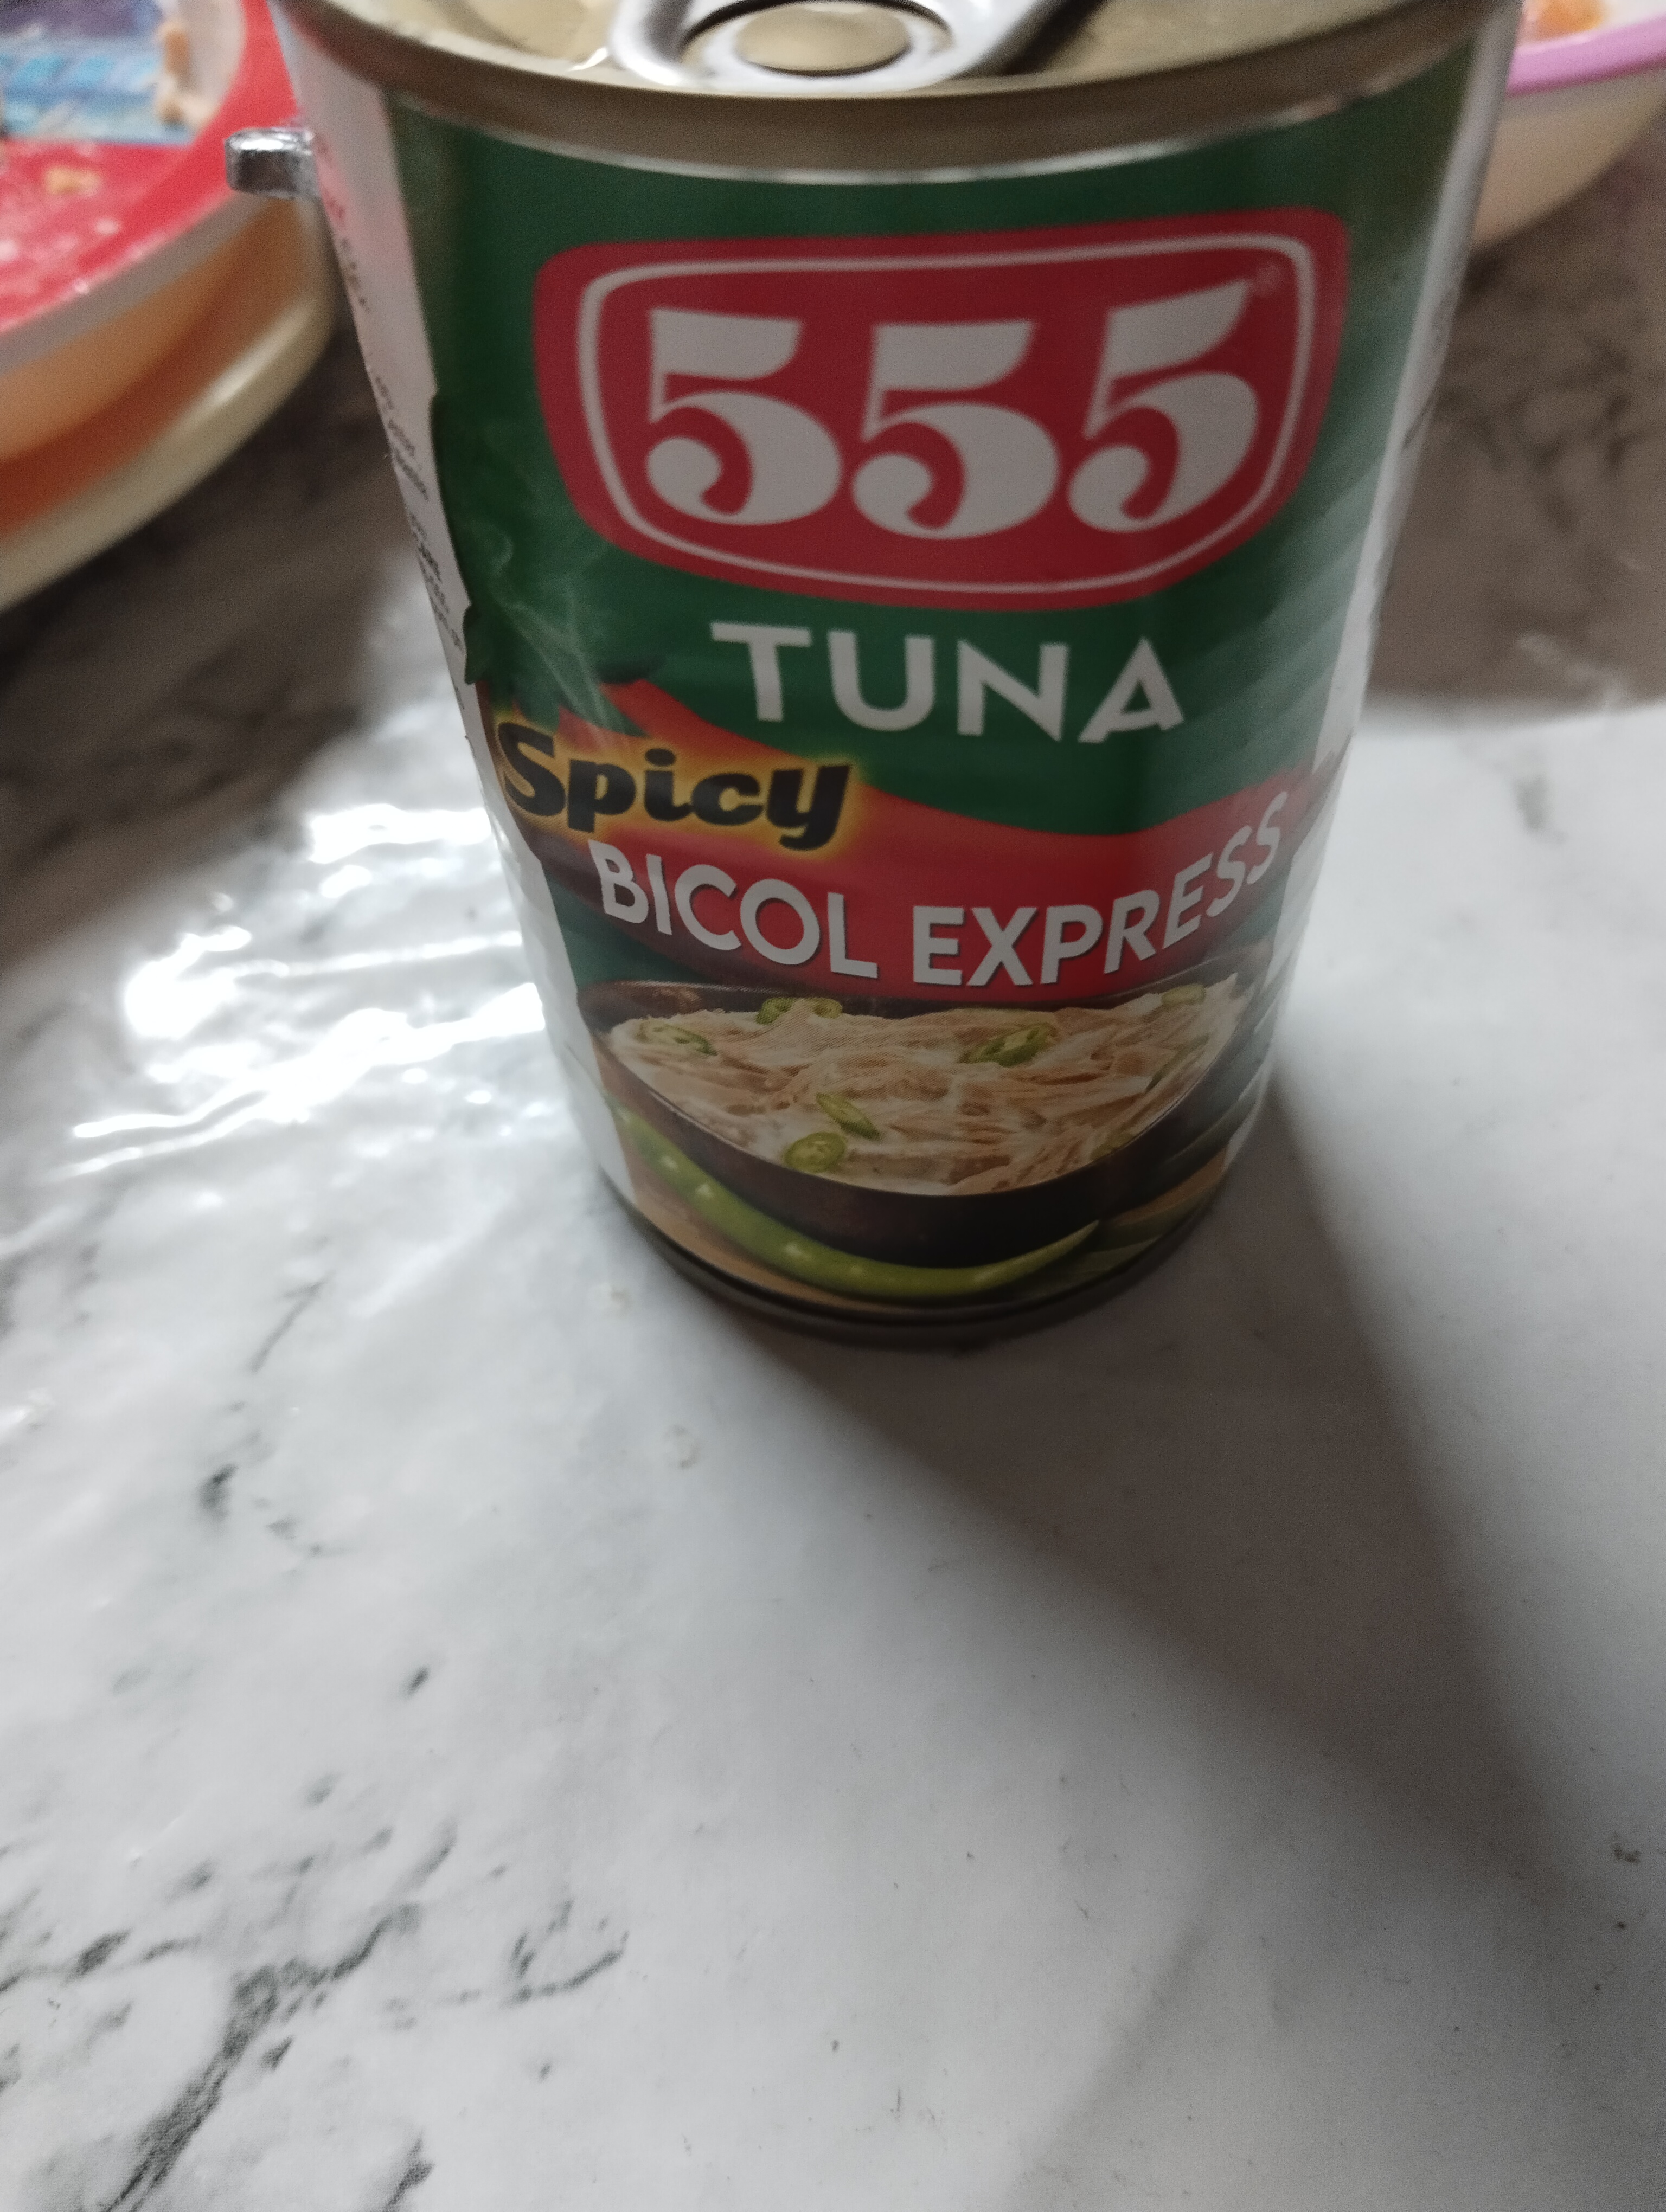 555
TUNA
Spicy
BICOL EXPRESS